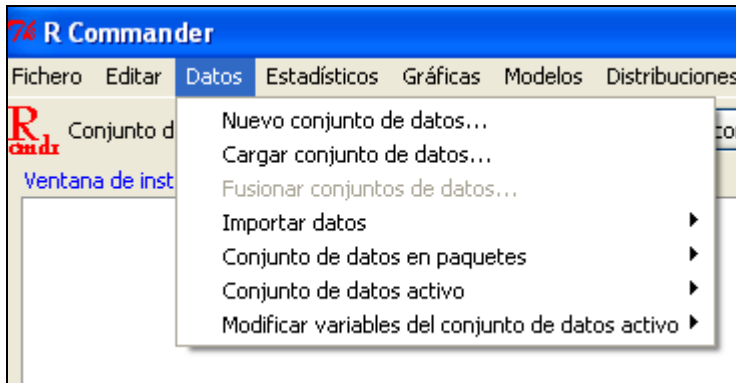 R Commander
Fichero Editar Datos Estadísticos Gráficas Modelos Distribuciones
R cmdr Conjunto d
Nuevo conjunto de datos...
Cargar conjunto de datos...
Ventana de inst
Fusionar conjuntos de datos...
Importar datos
Conjunto de datos en paquetes
Conjunto de datos activo
Modificar variables del conjunto de datos activo